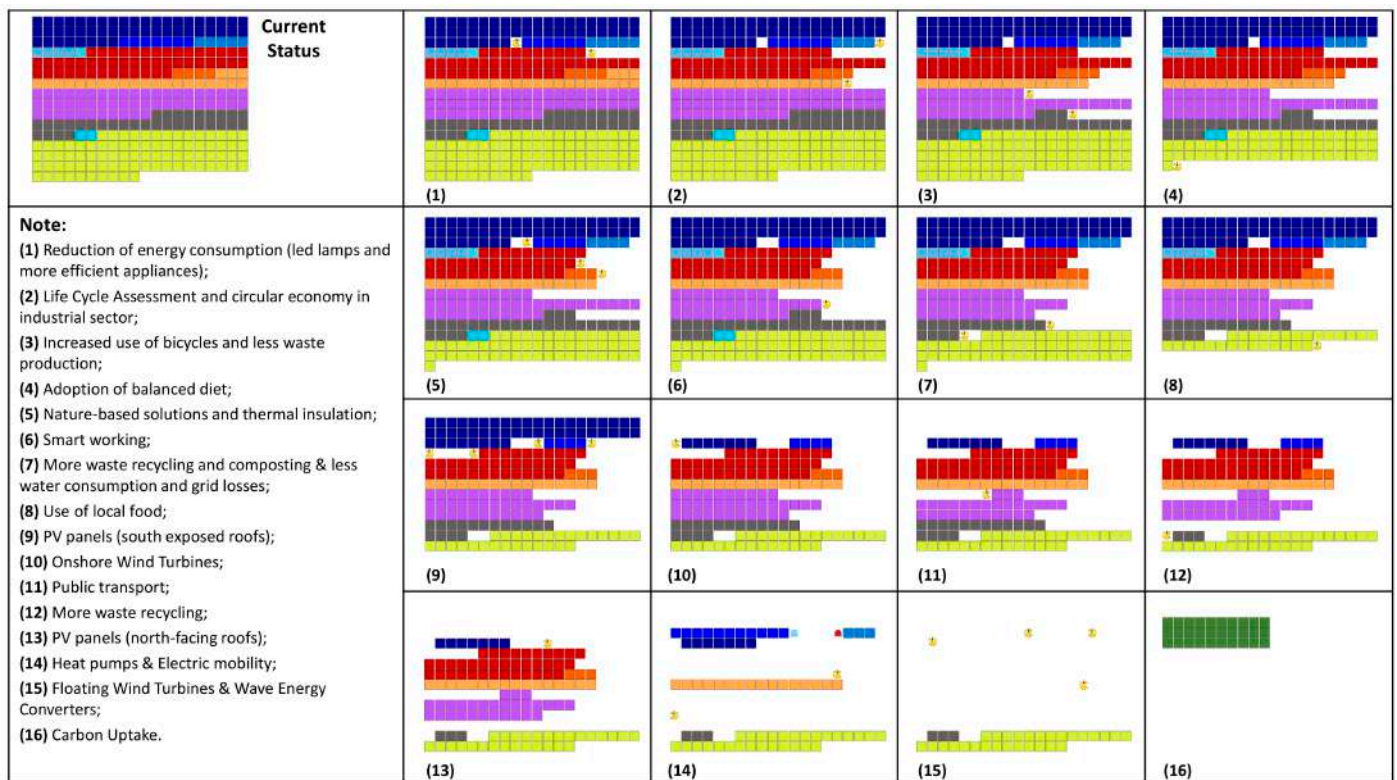 Current
Status
(1)
(2)
(3)
(4)
Note:
(1) Reduction of energy consumption (led lamps and
more efficient appliances);
(2) Life Cycle Assessment and circular economy in
industrial sector;
(3) Increased use of bicycles and less waste
production;
(4) Adoption of balanced diet;
(5) Nature-based solutions and thermal insulation;
(6) Smart working;
(7) More waste recycling and composting & less
water consumption and grid losses;
(8) Use of local food;
(9) PV panels (south exposed roofs);
(10) Onshore Wind Turbines;
(11) Public transport;
(12) More waste recycling;
(13) PV panels (north-facing roofs);
(14) Heat pumps & Electric mobility;
(15) Floating Wind Turbines & Wave Energy
Converters;
(16) Carbon Uptake.
(5)
(6)
(7)
(8)
(9)
(10)
(11)
(12)
(13)
(14)
(15)
(16)